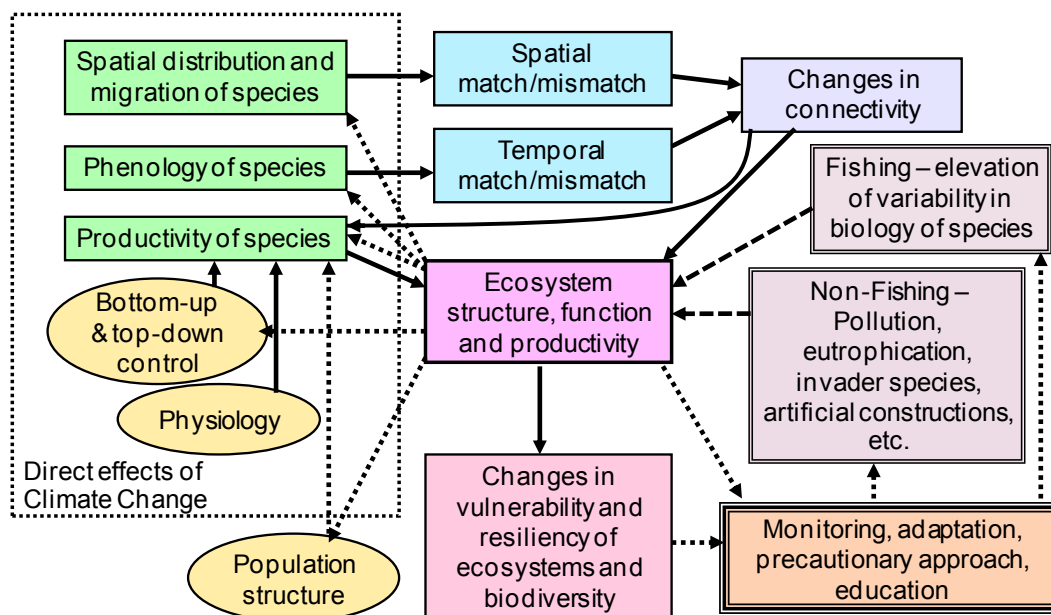 Spatial distribution and
migration of species
Spatial
match/mismatch
Changes in
connectivity
Phenology of species
Temporal
match/mismatch
Fishing – elevation
of variability in
biology of species
Productivity of species
Bottom-up
& top-down
control
Ecosystem
structure, function
and productivity
Non-Fishing –
Pollution,
eutrophication,
invader species,
artificial constructions,
etc.
Physiology
Direct effects of
Climate Change
Changes in
vulnerability and
resiliency of
ecosystems and
biodiversity
Monitoring, adaptation,
precautionary approach,
education
Population
structure